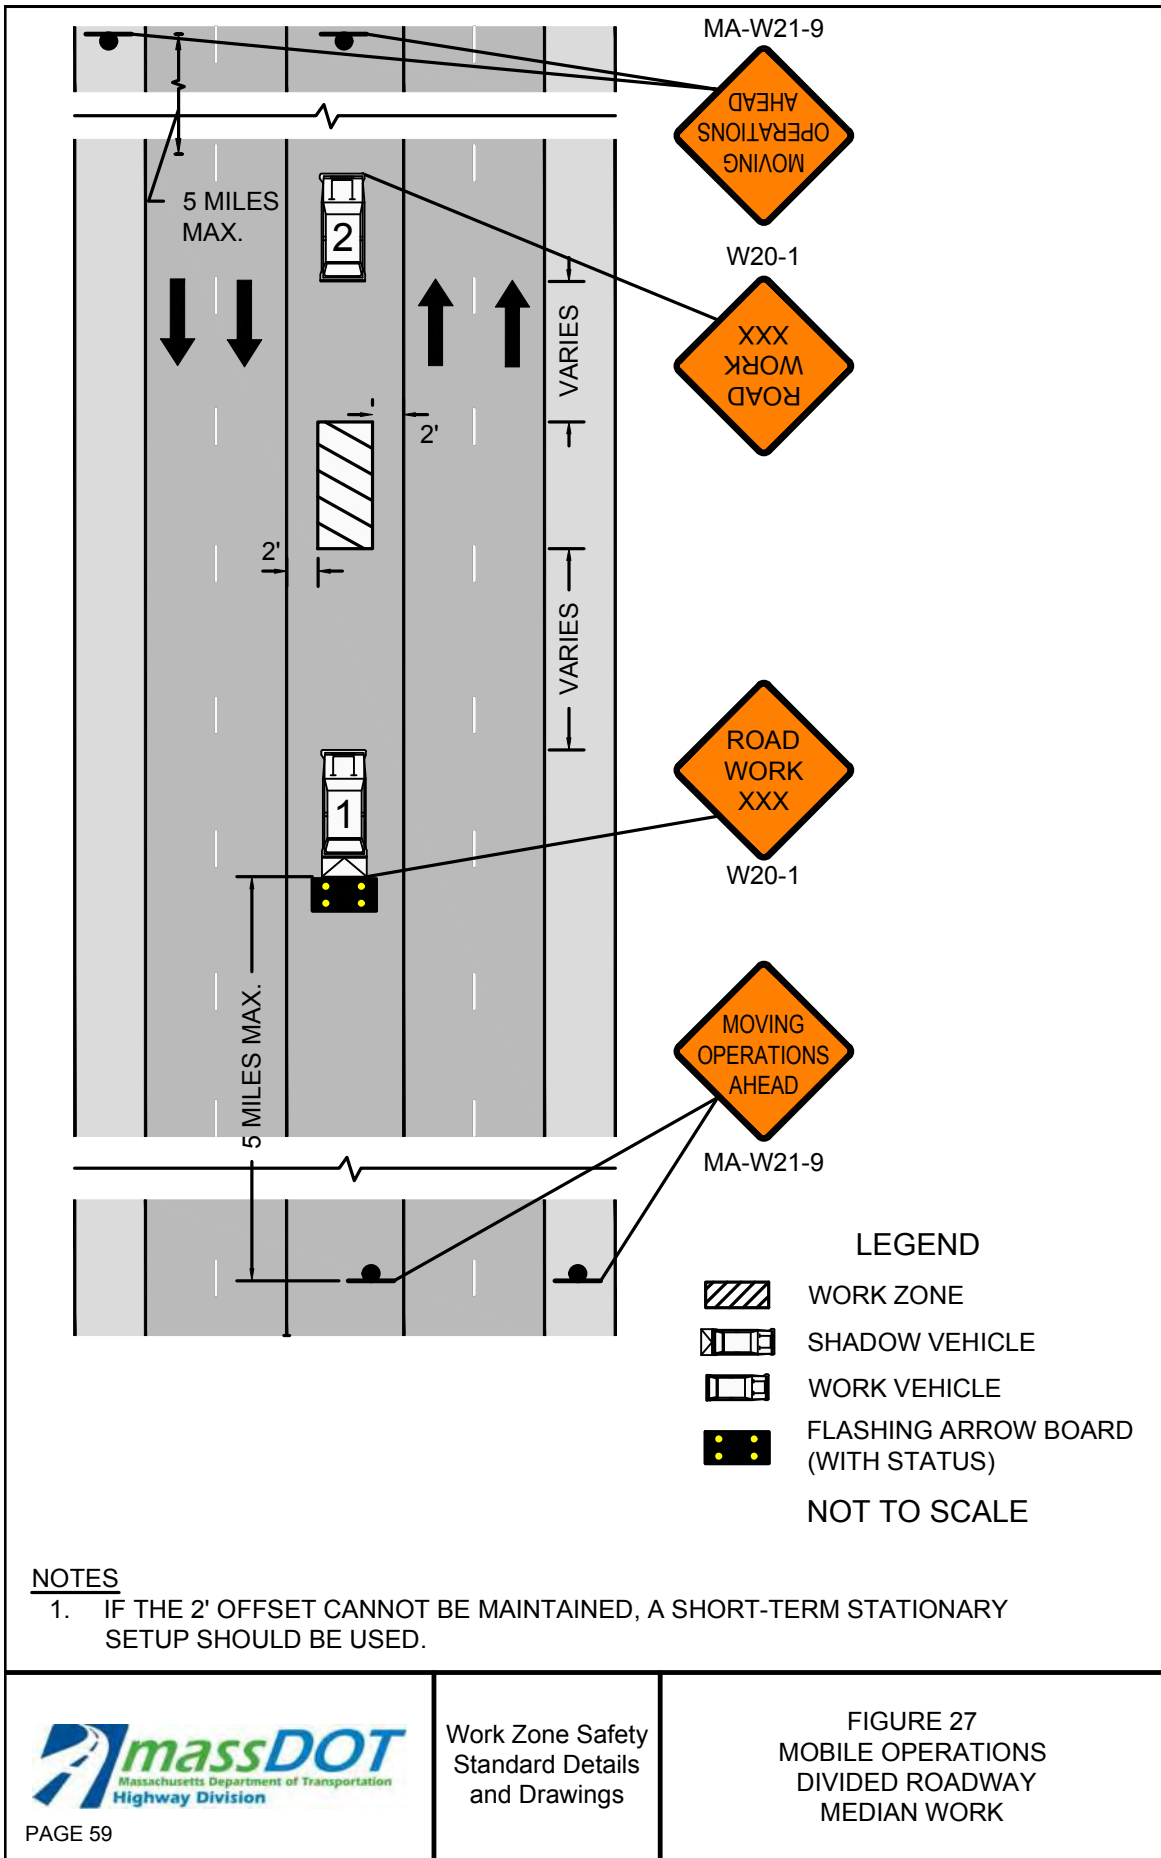 MA-W21-9
MOVING
OPERATIONS
AHEAD
5 MILES
MAX.
2
W20-1
ROAD
WORK
XXX
VARIES
2'
2'
VARIES
1
ROAD
WORK
XXX
W20-1
5 MILES MAX.
MOVING
OPERATIONS
AHEAD
MA-W21-9
LEGEND
WORK ZONE
SHADOW VEHICLE
WORK VEHICLE
FLASHING ARROW BOARD
(WITH STATUS)
NOT TO SCALE
NOTES
1. IF THE 2' OFFSET CANNOT BE MAINTAINED, A SHORT-TERM STATIONARY
SETUP SHOULD BE USED.
massDOT
Massachusetts Department of Transportation
Highway Division
PAGE 59
Work Zone Safety
Standard Details
and Drawings
FIGURE 27
MOBILE OPERATIONS
DIVIDED ROADWAY
MEDIAN WORK